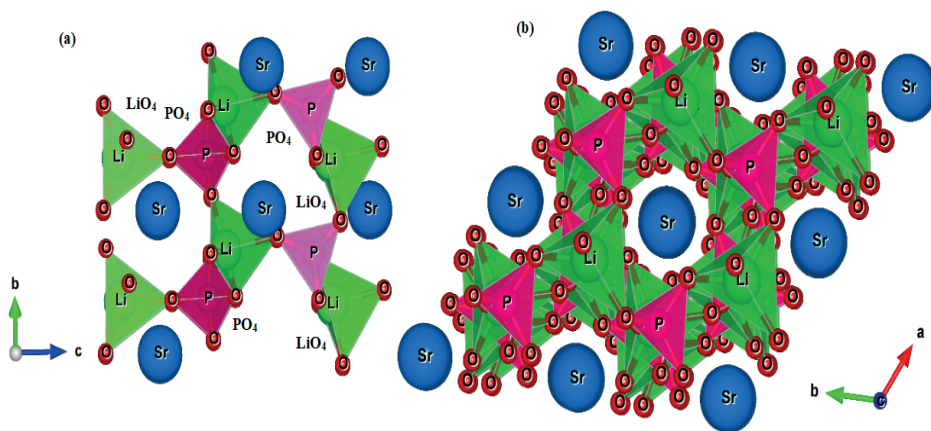 (a)
O
Sr Sr
O O
O LiO₄ O Li P
PO₄
O PO₄ O
Li O P O O Li
O LiO₄
O Sr Sr Sr
O
O O Li O P
O O
Li O P O O Li
PO₄
O LiO₄
O Sr
O
b
c
(b)
O O O
Sr Sr
O O O
Sr
O O Li O
O O Li
O P O
O P O
Sr
O O O
Sr Sr
O O O
O Li O Li O
O P O O
O P O
Sr Sr
O O O
Sr
a
b c